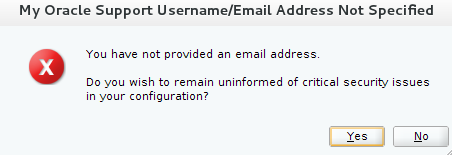 My Oracle Support Username/Email Address Not Specified
You have not provided an email address.
Do you wish to remain uninformed of critical security issues
in your configuration?
Yes No